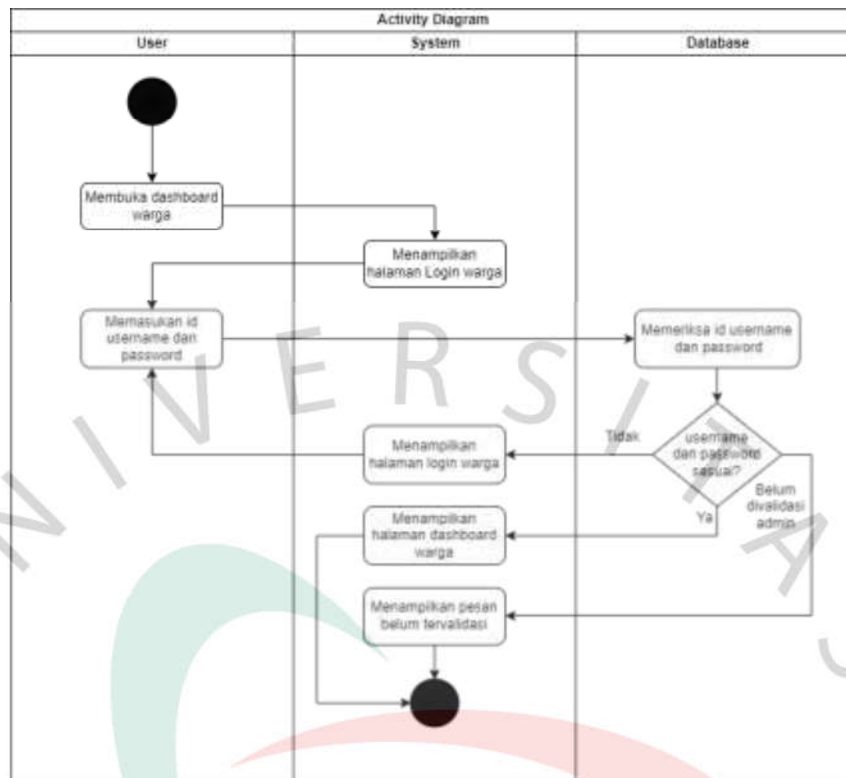 Activity Diagram
User
System
Database
Membuka dashboard
warga
Menampilkan
halaman Login warga
Memasukan id
username dan
password
Memeriksa id username
dan password
username
dan password
sesuai?
Tidak
Menampilkan
halaman login warga
Belum
divalidasi
admin
Ya
Menampilkan
halaman dashboard
warga
Menampilkan pesan
belum tervalidasi
UNIVERSITAS